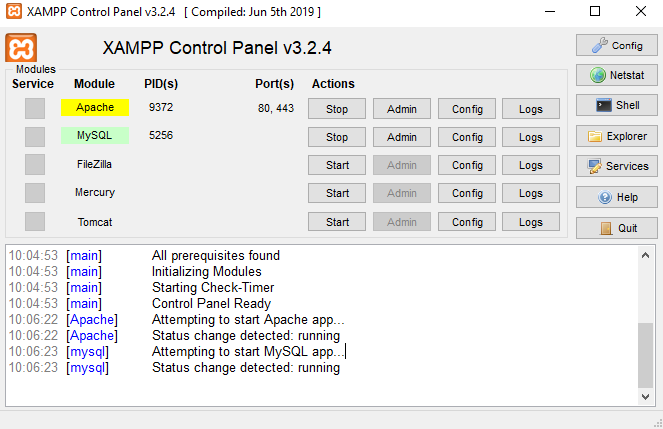 XAMPP Control Panel v3.2.4 [ Compiled: Jun 5th 2019 ]
XAMPP Control Panel v3.2.4
Config
Modules
Service Module PID(s) Port(s) Actions
Netstat
Apache 9372 80, 443 Stop Admin Config Logs
Shell
MySQL 5256 Stop Admin Config Logs
Explorer
FileZilla Start Admin Config Logs
Services
Mercury Start Admin Config Logs
Help
Tomcat Start Admin Config Logs
Quit
10:04:53 [main] All prerequisites found
10:04:53 [main] Initializing Modules
10:04:53 [main] Starting Check-Timer
10:04:53 [main] Control Panel Ready
10:06:22 [Apache] Attempting to start Apache app...
10:06:22 [Apache] Status change detected: running
10:06:23 [mysql] Attempting to start MySQL app...
10:06:23 [mysql] Status change detected: running